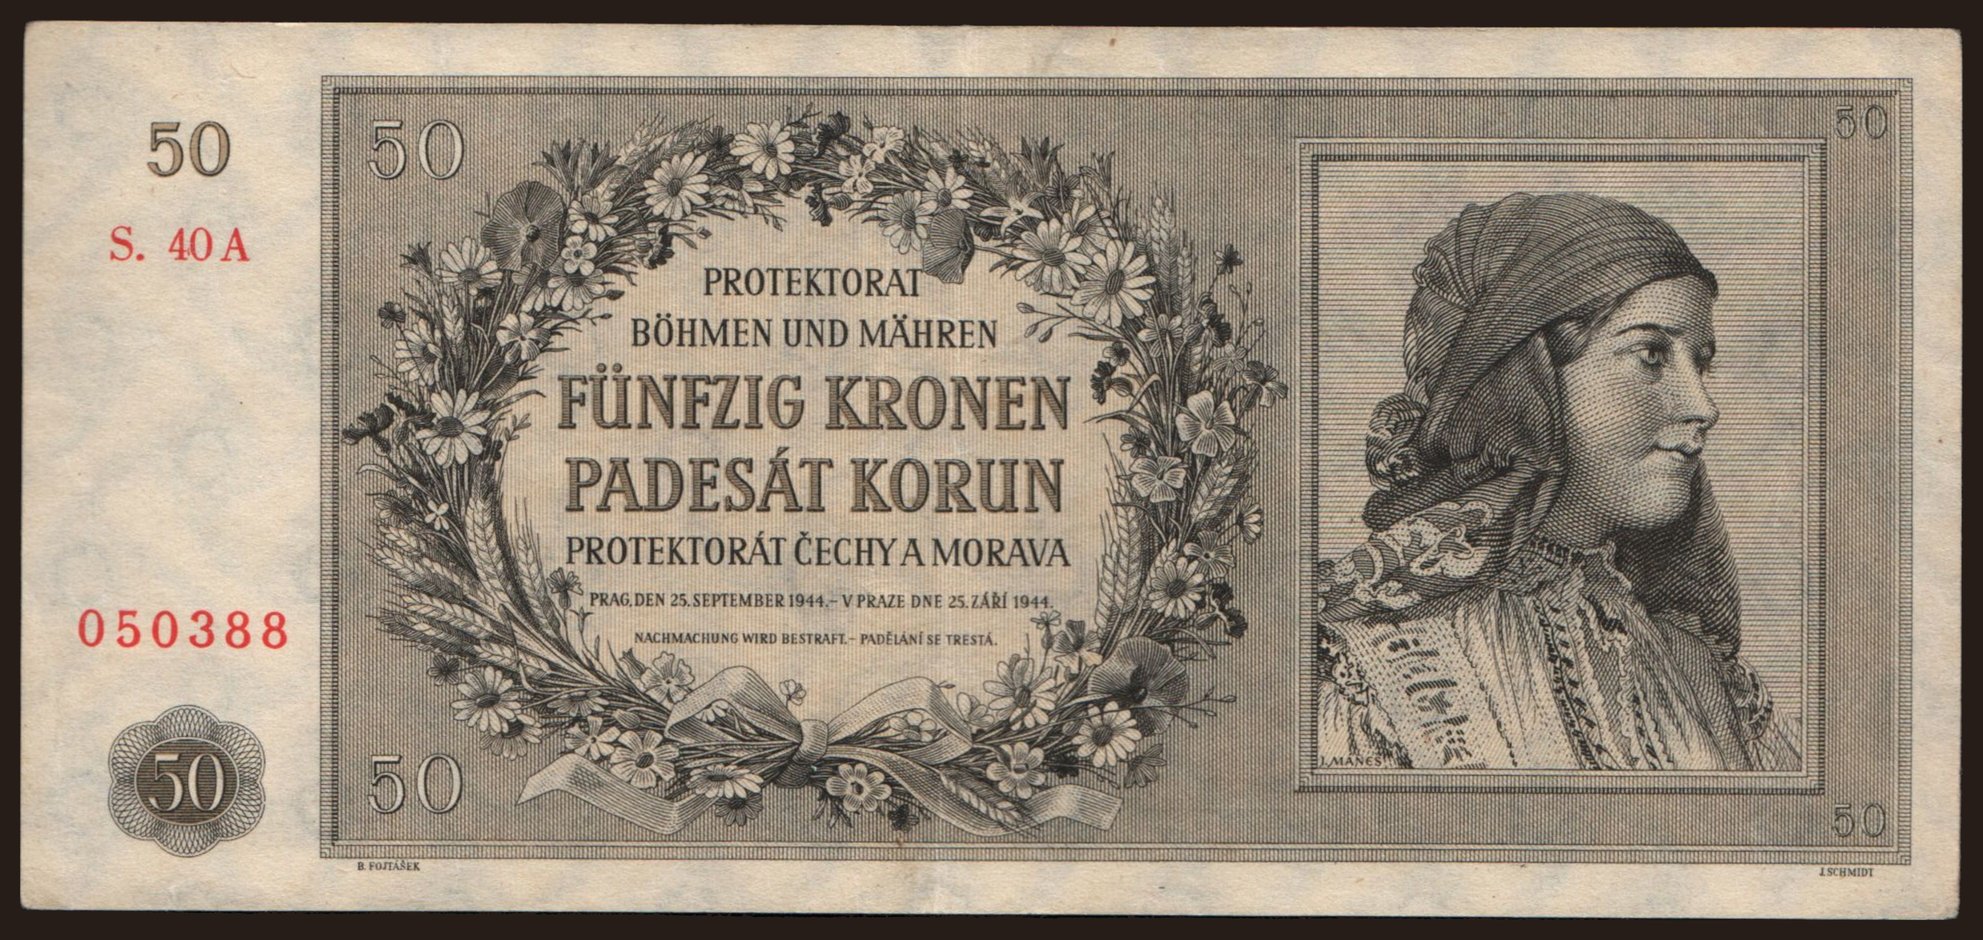 50
S. 40 A
050388
50
50
50
PROTEKTORAT
BÖHMEN UND MÄHREN
FÜNFZIG KRONEN
PADESÁT KORUN
PROTEKTORÁT ČECHY A MORAVA
PRAG, DEN 25. SEPTEMBER 1944. – V PRAZE DNE 25. ZÁŘÍ 1944.
NACHMACHUNG WIRD BESTRAFT. – PADĚLÁNÍ SE TRESTÁ.
50
B. FOJTÁŠEK
J. MÁNES
50
J. SCHMIDT